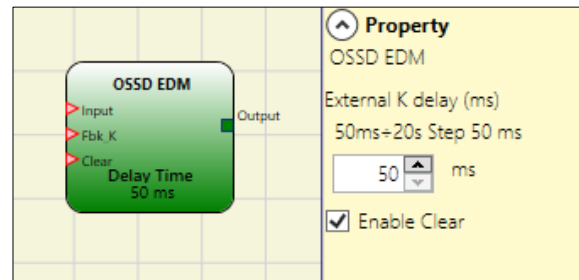 OSSD EDM
Input
Output
Fbk_K
Clear
Delay Time
50 ms
Property
OSSD EDM
External K delay (ms)
50ms÷20s Step 50 ms
50 ms
Enable Clear